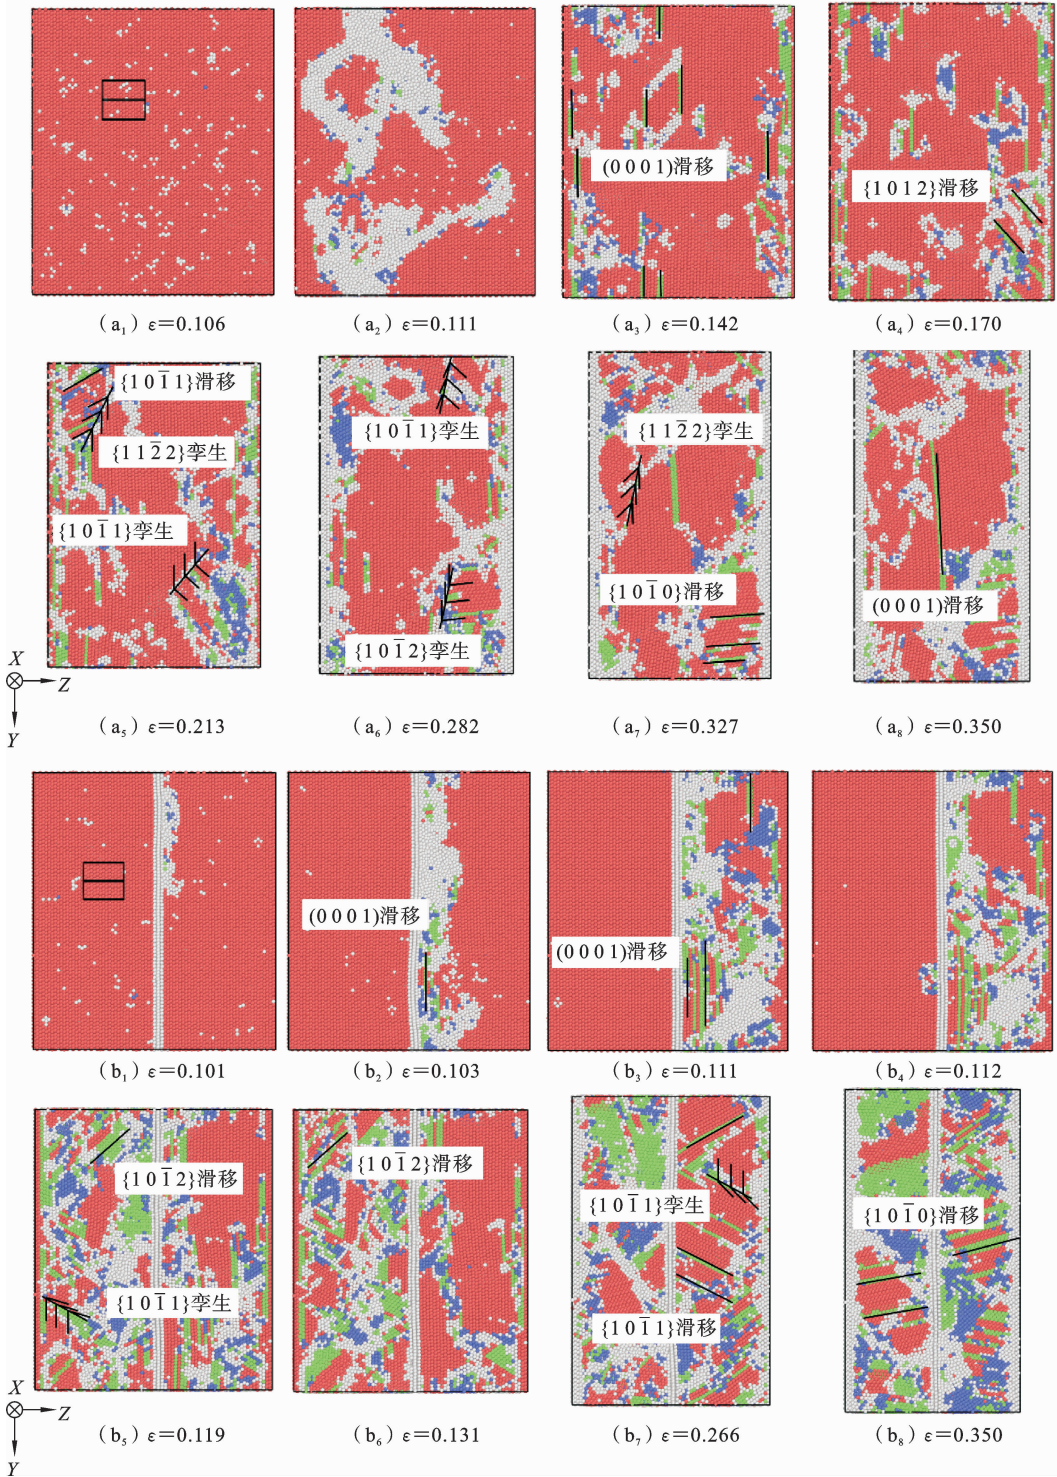 (0 0 0 1)滑移
{1 0 1 2}滑移
(a₁) ε=0.106
(a₂) ε=0.111
(a₃) ε=0.142
(a₄) ε=0.170
{1 0 1̅ 1}滑移
{1 1 2̅ 2}孪生
{1 0 1̅ 1}孪生
{1 0 1̅ 1}孪生
{1 0 1̅ 2}孪生
{1 1 2̅ 2}孪生
{1 0 1̅ 0}滑移
(0 0 0 1)滑移
X
Z
Y
(a₅) ε=0.213
(a₆) ε=0.282
(a₇) ε=0.327
(a₈) ε=0.350
(0 0 0 1)滑移
(0 0 0 1)滑移
(b₁) ε=0.101
(b₂) ε=0.103
(b₃) ε=0.111
(b₄) ε=0.112
{1 0 1̅ 2}滑移
{1 0 1̅ 1}孪生
{1 0 1̅ 2}滑移
{1 0 1̅ 1}孪生
{1 0 1̅ 1}滑移
{1 0 1̅ 0}滑移
X
Z
Y
(b₅) ε=0.119
(b₆) ε=0.131
(b₇) ε=0.266
(b₈) ε=0.350